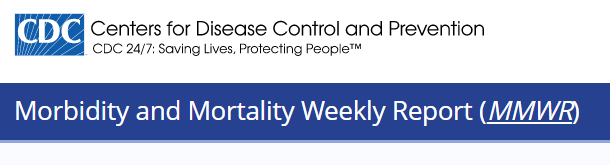 CDC Centers for Disease Control and Prevention
CDC 24/7: Saving Lives, Protecting People™
Morbidity and Mortality Weekly Report (MMWR)